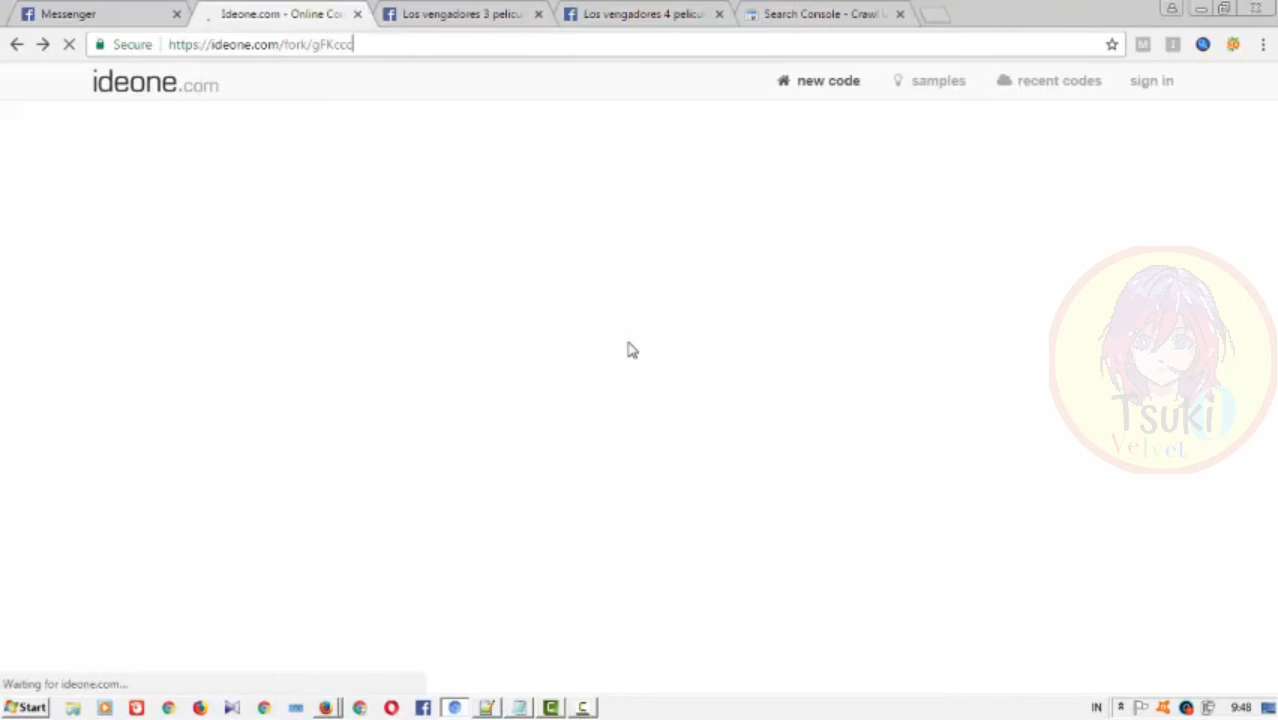 Messenger
Ideone.com - Online Co
Los vengadores 3 pelicu
Los vengadores 4 pelicu
Search Console - Crawl
Secure
https://ideone.com/fork/gFKccc
ideone.com
new code
samples
recent codes
sign in
Tsuki
Velvet
Waiting for ideone.com...
Start
IN
9:48